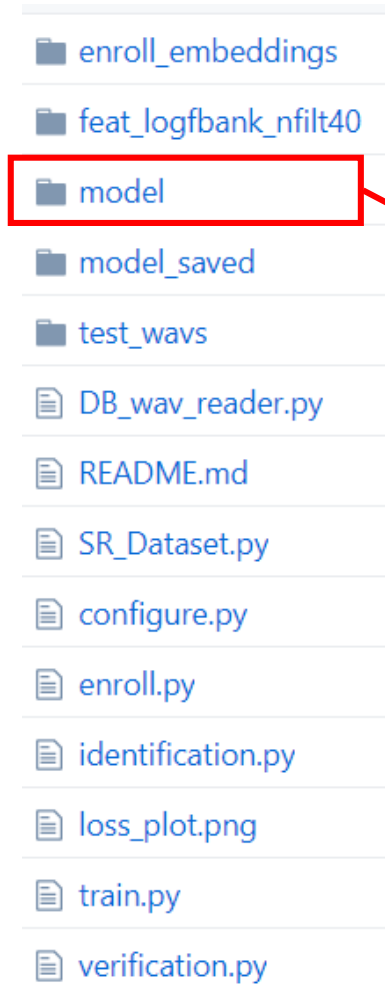 enroll_embeddings
feat_logfbank_nfilt40
model
model_saved
test_wavs
DB_wav_reader.py
README.md
SR_Dataset.py
configure.py
enroll.py
identification.py
loss_plot.png
train.py
verification.py